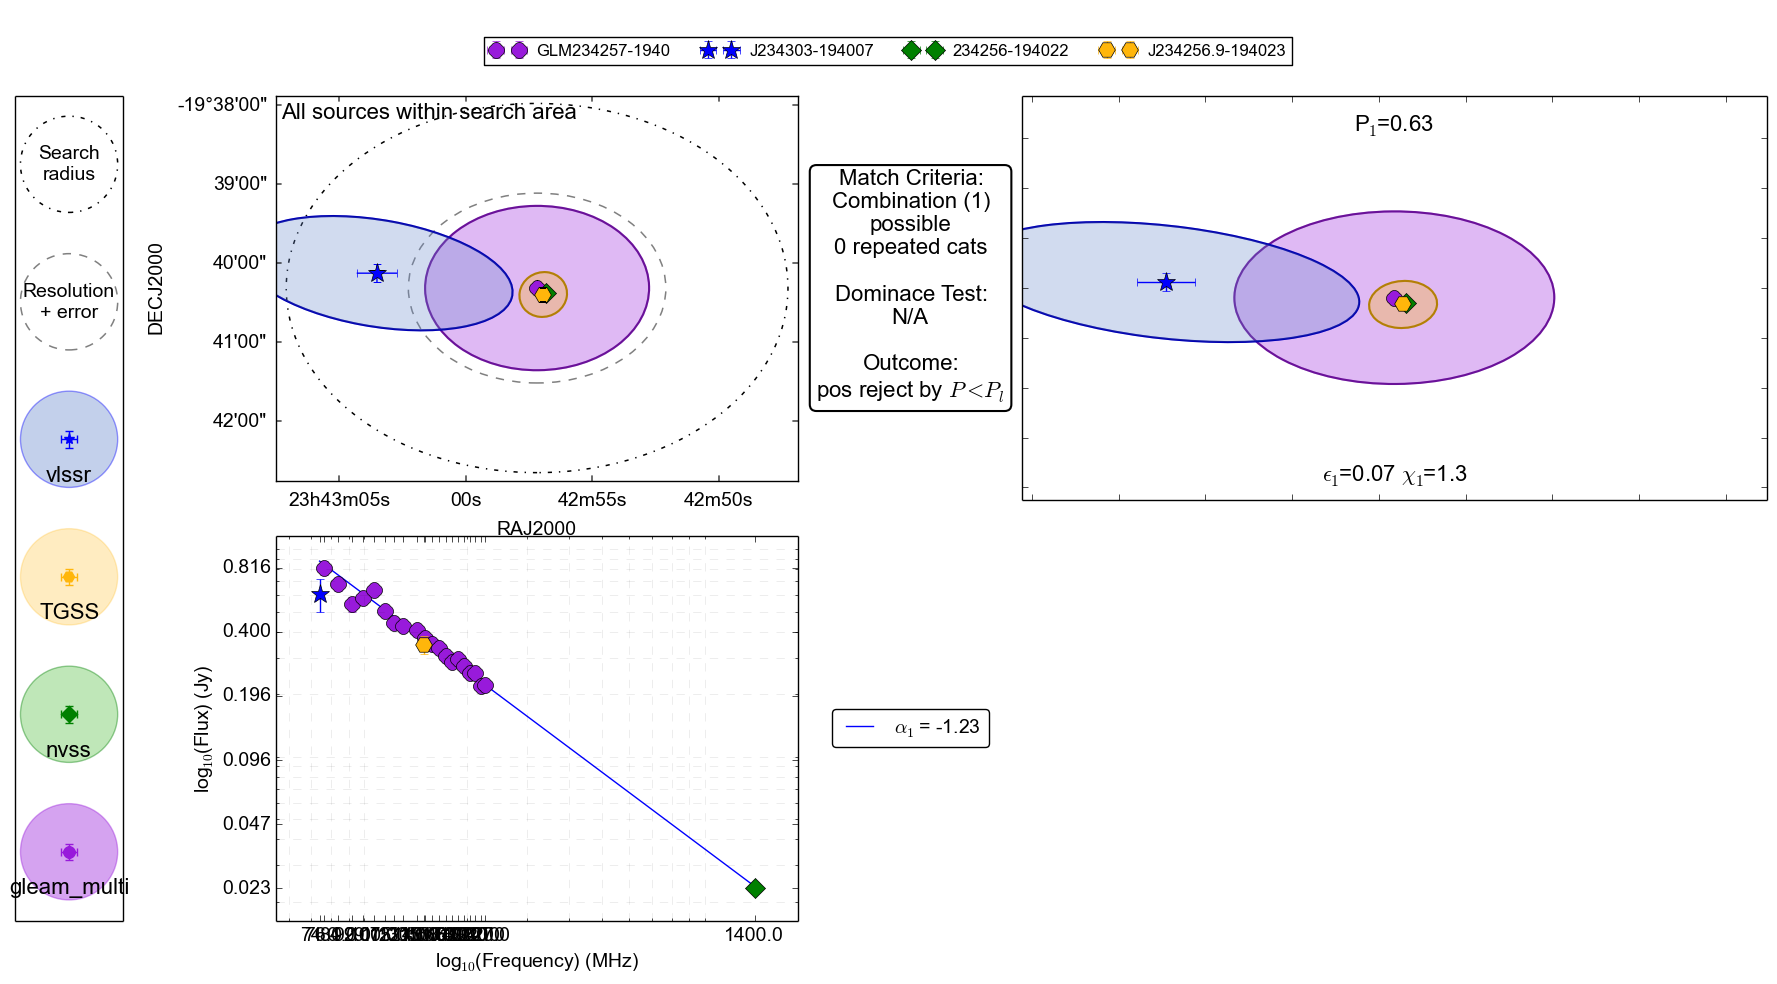 GLM234257-1940 J234303-194007 234256-194022 J234256.9-194023
Search
radius
Resolution
+ error
vlssr
TGSS
nvss
gleam_multi
All sources within search area
DECJ2000
-19°38'00"
39'00"
40'00"
41'00"
42'00"
23h43m05s 00s 42m55s 42m50s
RAJ2000
Match Criteria:
Combination (1)
possible
0 repeated cats
Dominace Test:
N/A
Outcome:
pos reject by P<P_l
P₁=0.63
ϵ₁=0.07 χ₁=1.3
log₁₀(Flux) (Jy)
0.816
0.400
0.196
0.096
0.047
0.023
1400.0
log₁₀(Frequency) (MHz)
α₁ = -1.23